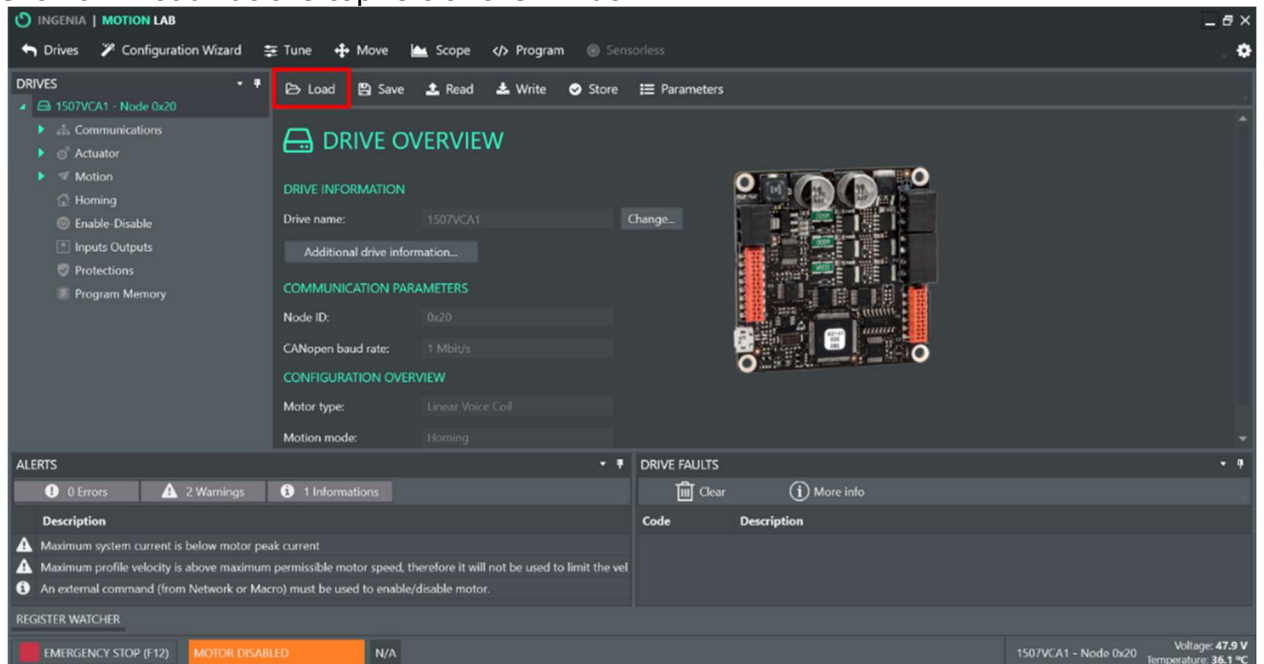 INGENIA | MOTION LAB
Drives Configuration Wizard Tune Move Scope </> Program Sensorless
DRIVES
Load Save Read Write Store Parameters
1507VCA1 - Node 0x20
Communications
Actuator
Motion
Homing
Enable-Disable
Inputs Outputs
Protections
Program Memory
DRIVE OVERVIEW
DRIVE INFORMATION
Drive name: 1507VCA1 Change...
Additional drive information...
COMMUNICATION PARAMETERS
Node ID: 0x20
CANopen baud rate: 1 Mbit/s
CONFIGURATION OVERVIEW
Motor type: Linear Voice Coil
Motion mode: Homing
ALERTS
0 Errors 2 Warnings 1 Informations
Description
Maximum system current is below motor peak current
Maximum profile velocity is above maximum permissible motor speed, therefore it will not be used to limit the vel
An external command (from Network or Macro) must be used to enable/disable motor.
DRIVE FAULTS
Clear More info
Code Description
REGISTER WATCHER
EMERGENCY STOP (F12) MOTOR DISABLED N/A
1507VCA1 - Node 0x20
Voltage: 47.9 V
Temperature: 36.1 °C